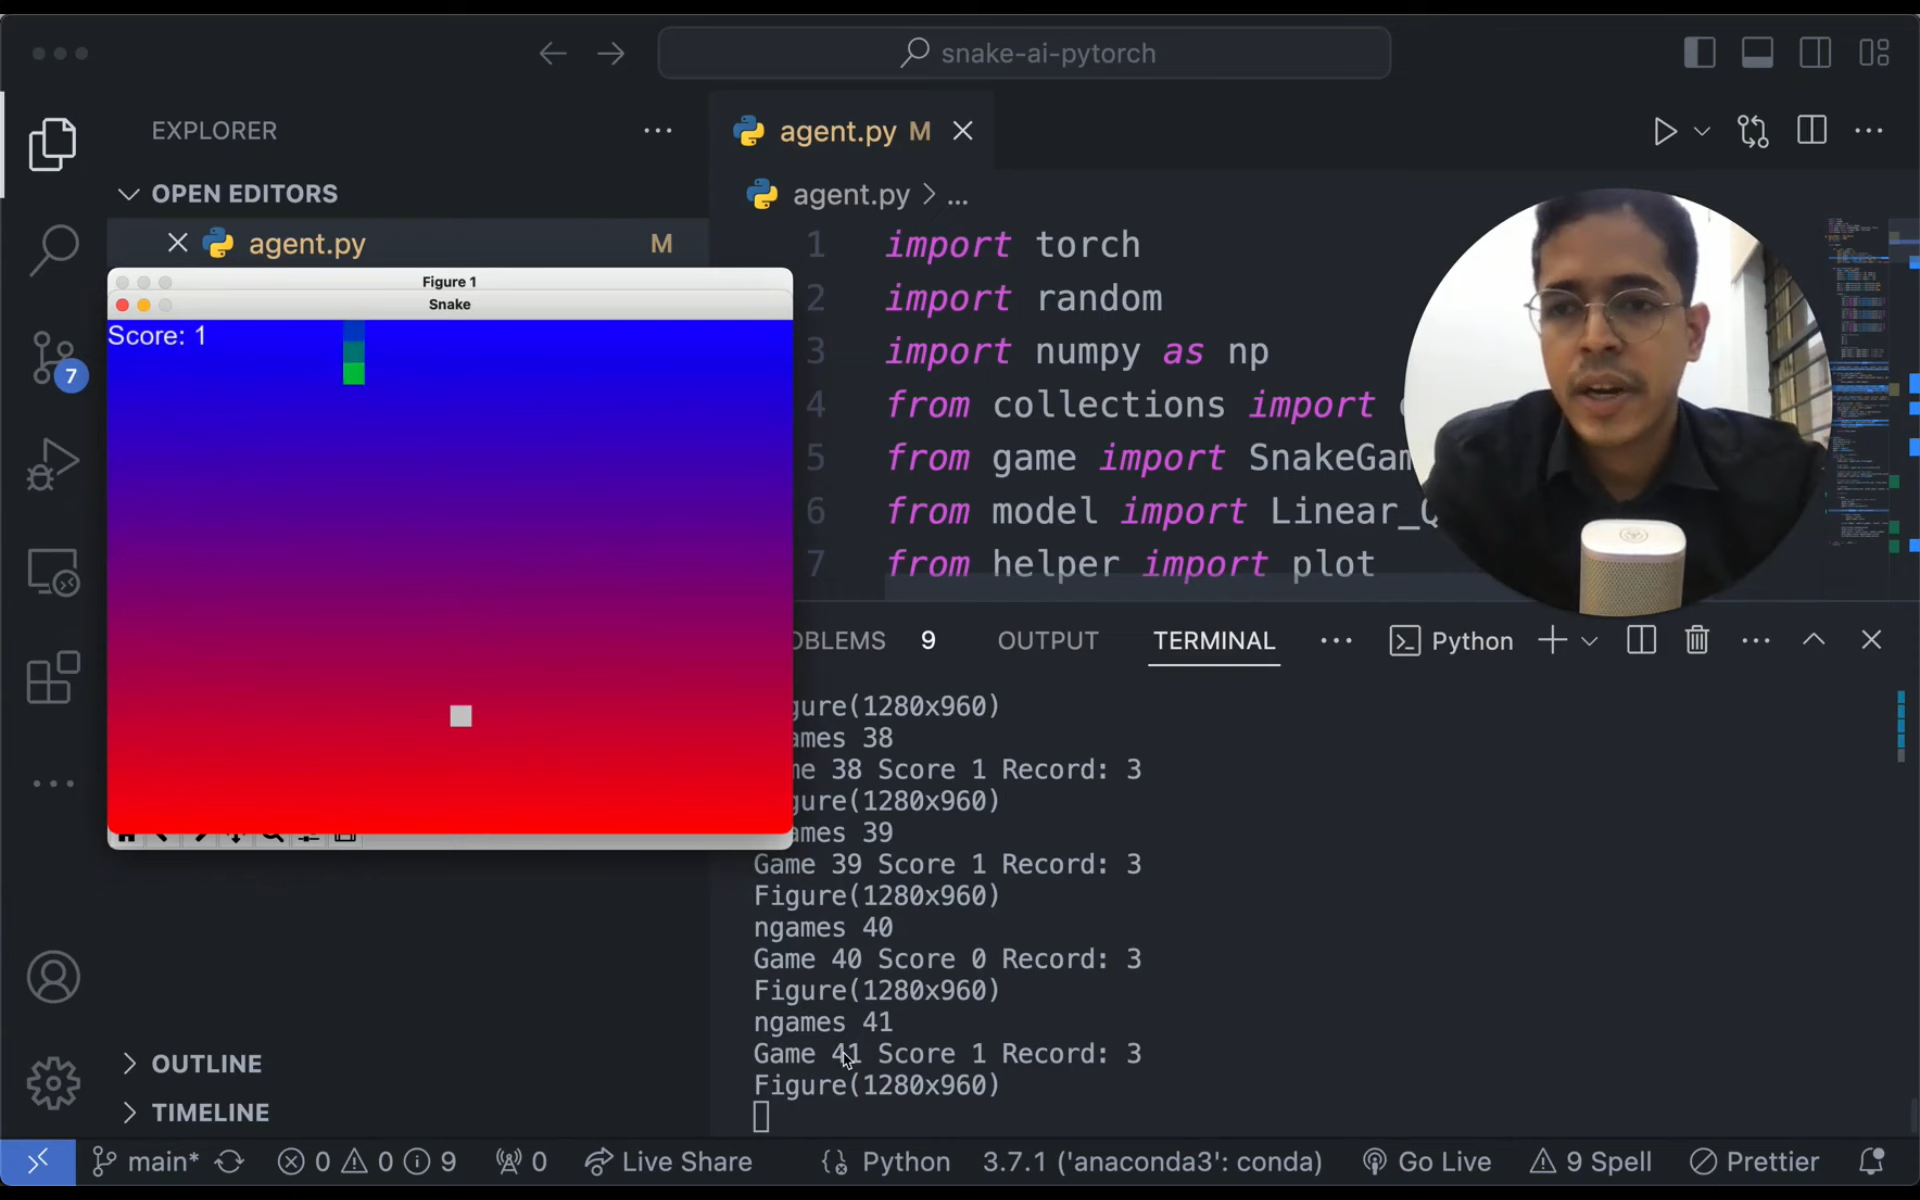 snake-ai-pytorch
EXPLORER
OPEN EDITORS
agent.py M
agent.py M
agent.py > ...
1 import torch
2 import random
3 import numpy as np
4 from collections import
5 from game import SnakeGam
6 from model import Linear_Q
7 from helper import plot
Figure 1
Snake
Score: 1
7
OBLEMS 9 OUTPUT TERMINAL ... Python
gure(1280x960)
ames 38
me 38 Score 1 Record: 3
gure(1280x960)
ames 39
Game 39 Score 1 Record: 3
Figure(1280x960)
ngames 40
Game 40 Score 0 Record: 3
Figure(1280x960)
ngames 41
Game 41 Score 1 Record: 3
Figure(1280x960)
OUTLINE
TIMELINE
main* 0 0 9 0 Live Share Python 3.7.1 ('anaconda3': conda) Go Live 9 Spell Prettier